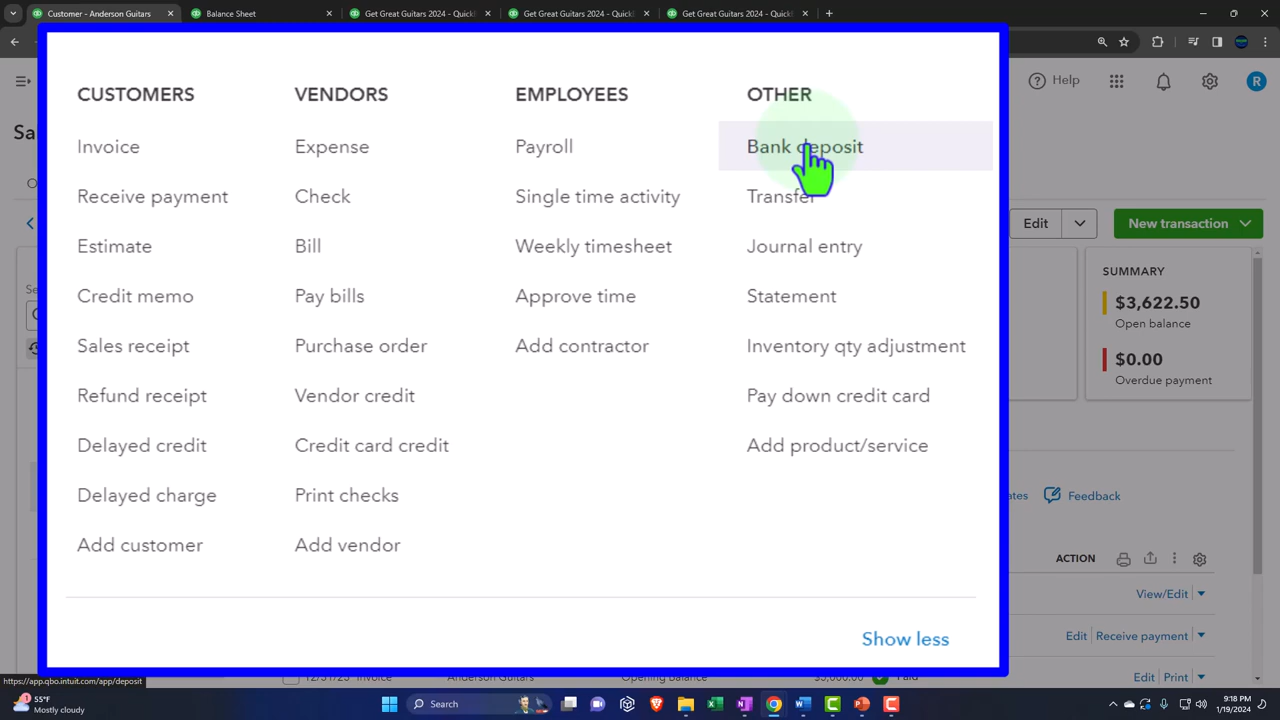 Customer - Anderson Guitars
Balance Sheet
Get Great Guitars 2024 - Quick
Get Great Guitars 2024 - Quick
Get Great Guitars 2024 - Quick
Help
R
Sa
Edit
New transaction
SUMMARY
$3,622.50
Open balance
$0.00
Overdue payment
CUSTOMERS
Invoice
Receive payment
Estimate
Credit memo
Sales receipt
Refund receipt
Delayed credit
Delayed charge
Add customer
VENDORS
Expense
Check
Bill
Pay bills
Purchase order
Vendor credit
Credit card credit
Print checks
Add vendor
EMPLOYEES
Payroll
Single time activity
Weekly timesheet
Approve time
Add contractor
OTHER
Bank deposit
Transfer
Journal entry
Statement
Inventory qty adjustment
Pay down credit card
Add product/service
Show less
ates Feedback
ACTION
View/Edit
Edit Receive payment
12/31/23 Invoice Anderson Guitars Opening Balance $5,000.00 Paid Edit Print
https://app.qbo.intuit.com/app/deposit
55°F
Mostly cloudy
Search
9:18 PM
1/19/2024